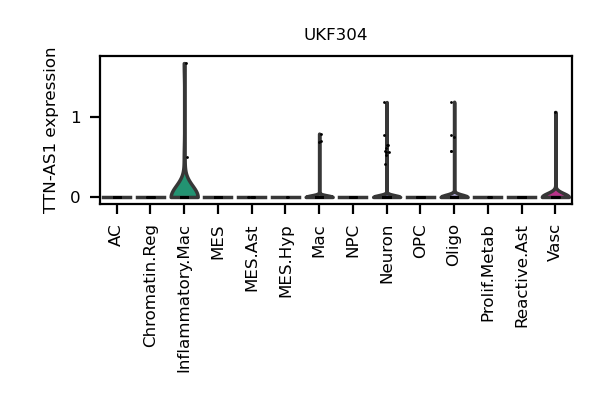 UKF304
TTN-AS1 expression
1
0
AC
Chromatin.Reg
Inflammatory.Mac
MES
MES.Ast
MES.Hyp
Mac
NPC
Neuron
OPC
Oligo
Prolif.Metab
Reactive.Ast
Vasc